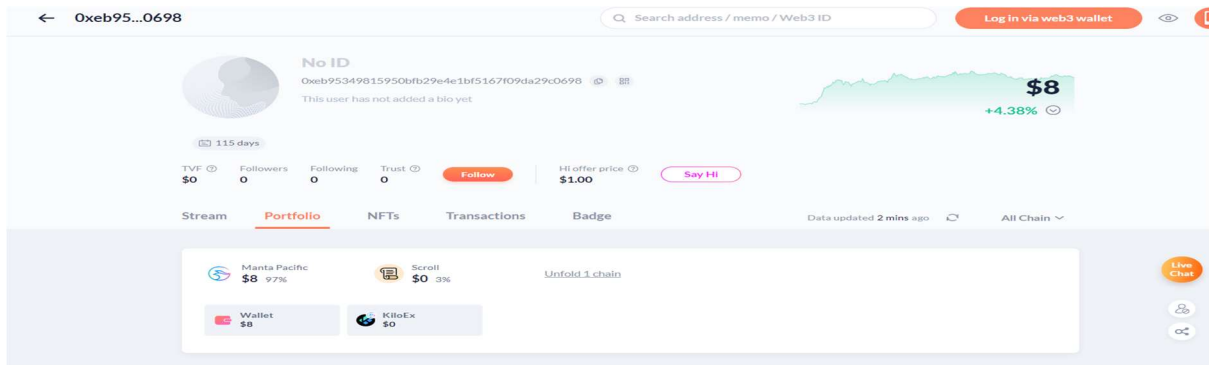 0xeb95...0698
Search address / memo / Web3 ID
Log in via web3 wallet
No ID
0xeb95349815950bfb29e4e1bf5167f09da29c0698
This user has not added a bio yet
$8
+4.38%
115 days
TVF Followers Following Trust
$0 0 0 0
Follow
Hi offer price
$1.00
Say Hi
Stream Portfolio NFTs Transactions Badge
Data updated 2 mins ago
All Chain
Manta Pacific
$8 97%
Scroll
$0 3%
Unfold 1 chain
Wallet
$8
KiloEx
$0
Live
Chat